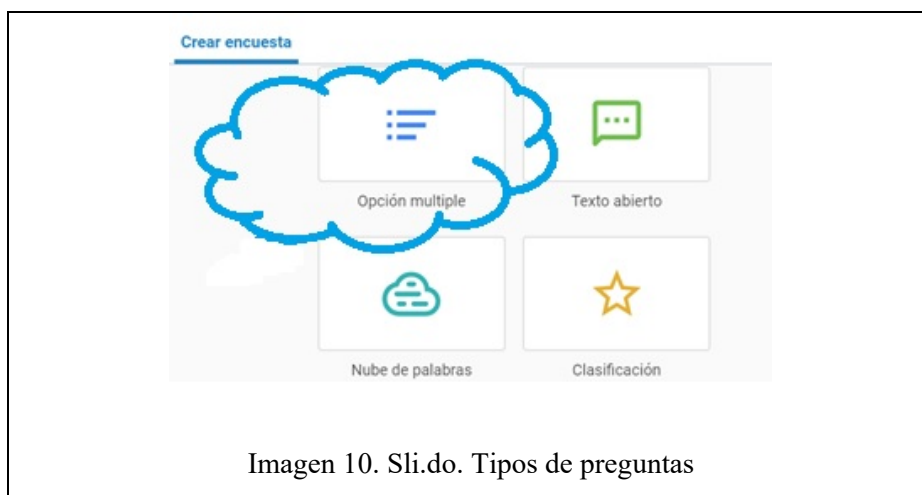 Crear encuesta
Opción multiple
Texto abierto
Nube de palabras
Clasificación
Imagen 10. Sli.do. Tipos de preguntas